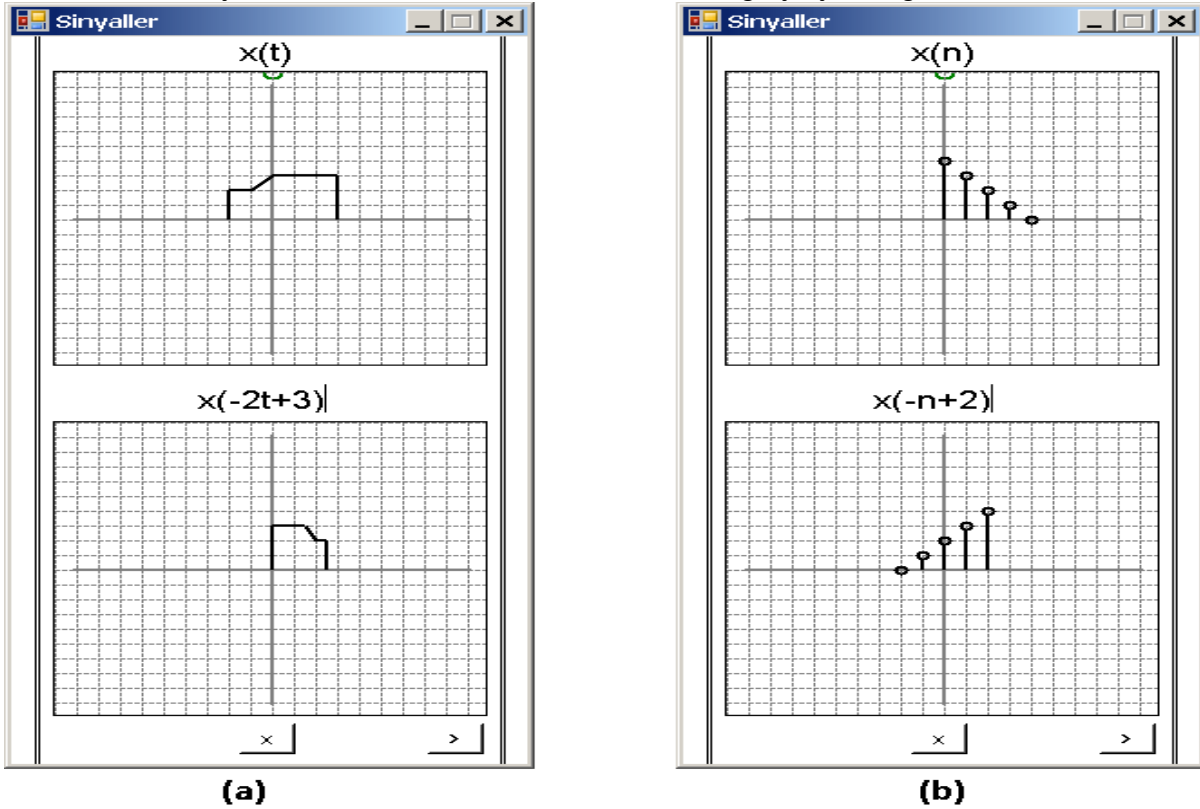 Sinyaller
x(t)
x(-2t+3)
x
>
(a)
Sinyaller
x(n)
x(-n+2)
x
>
(b)